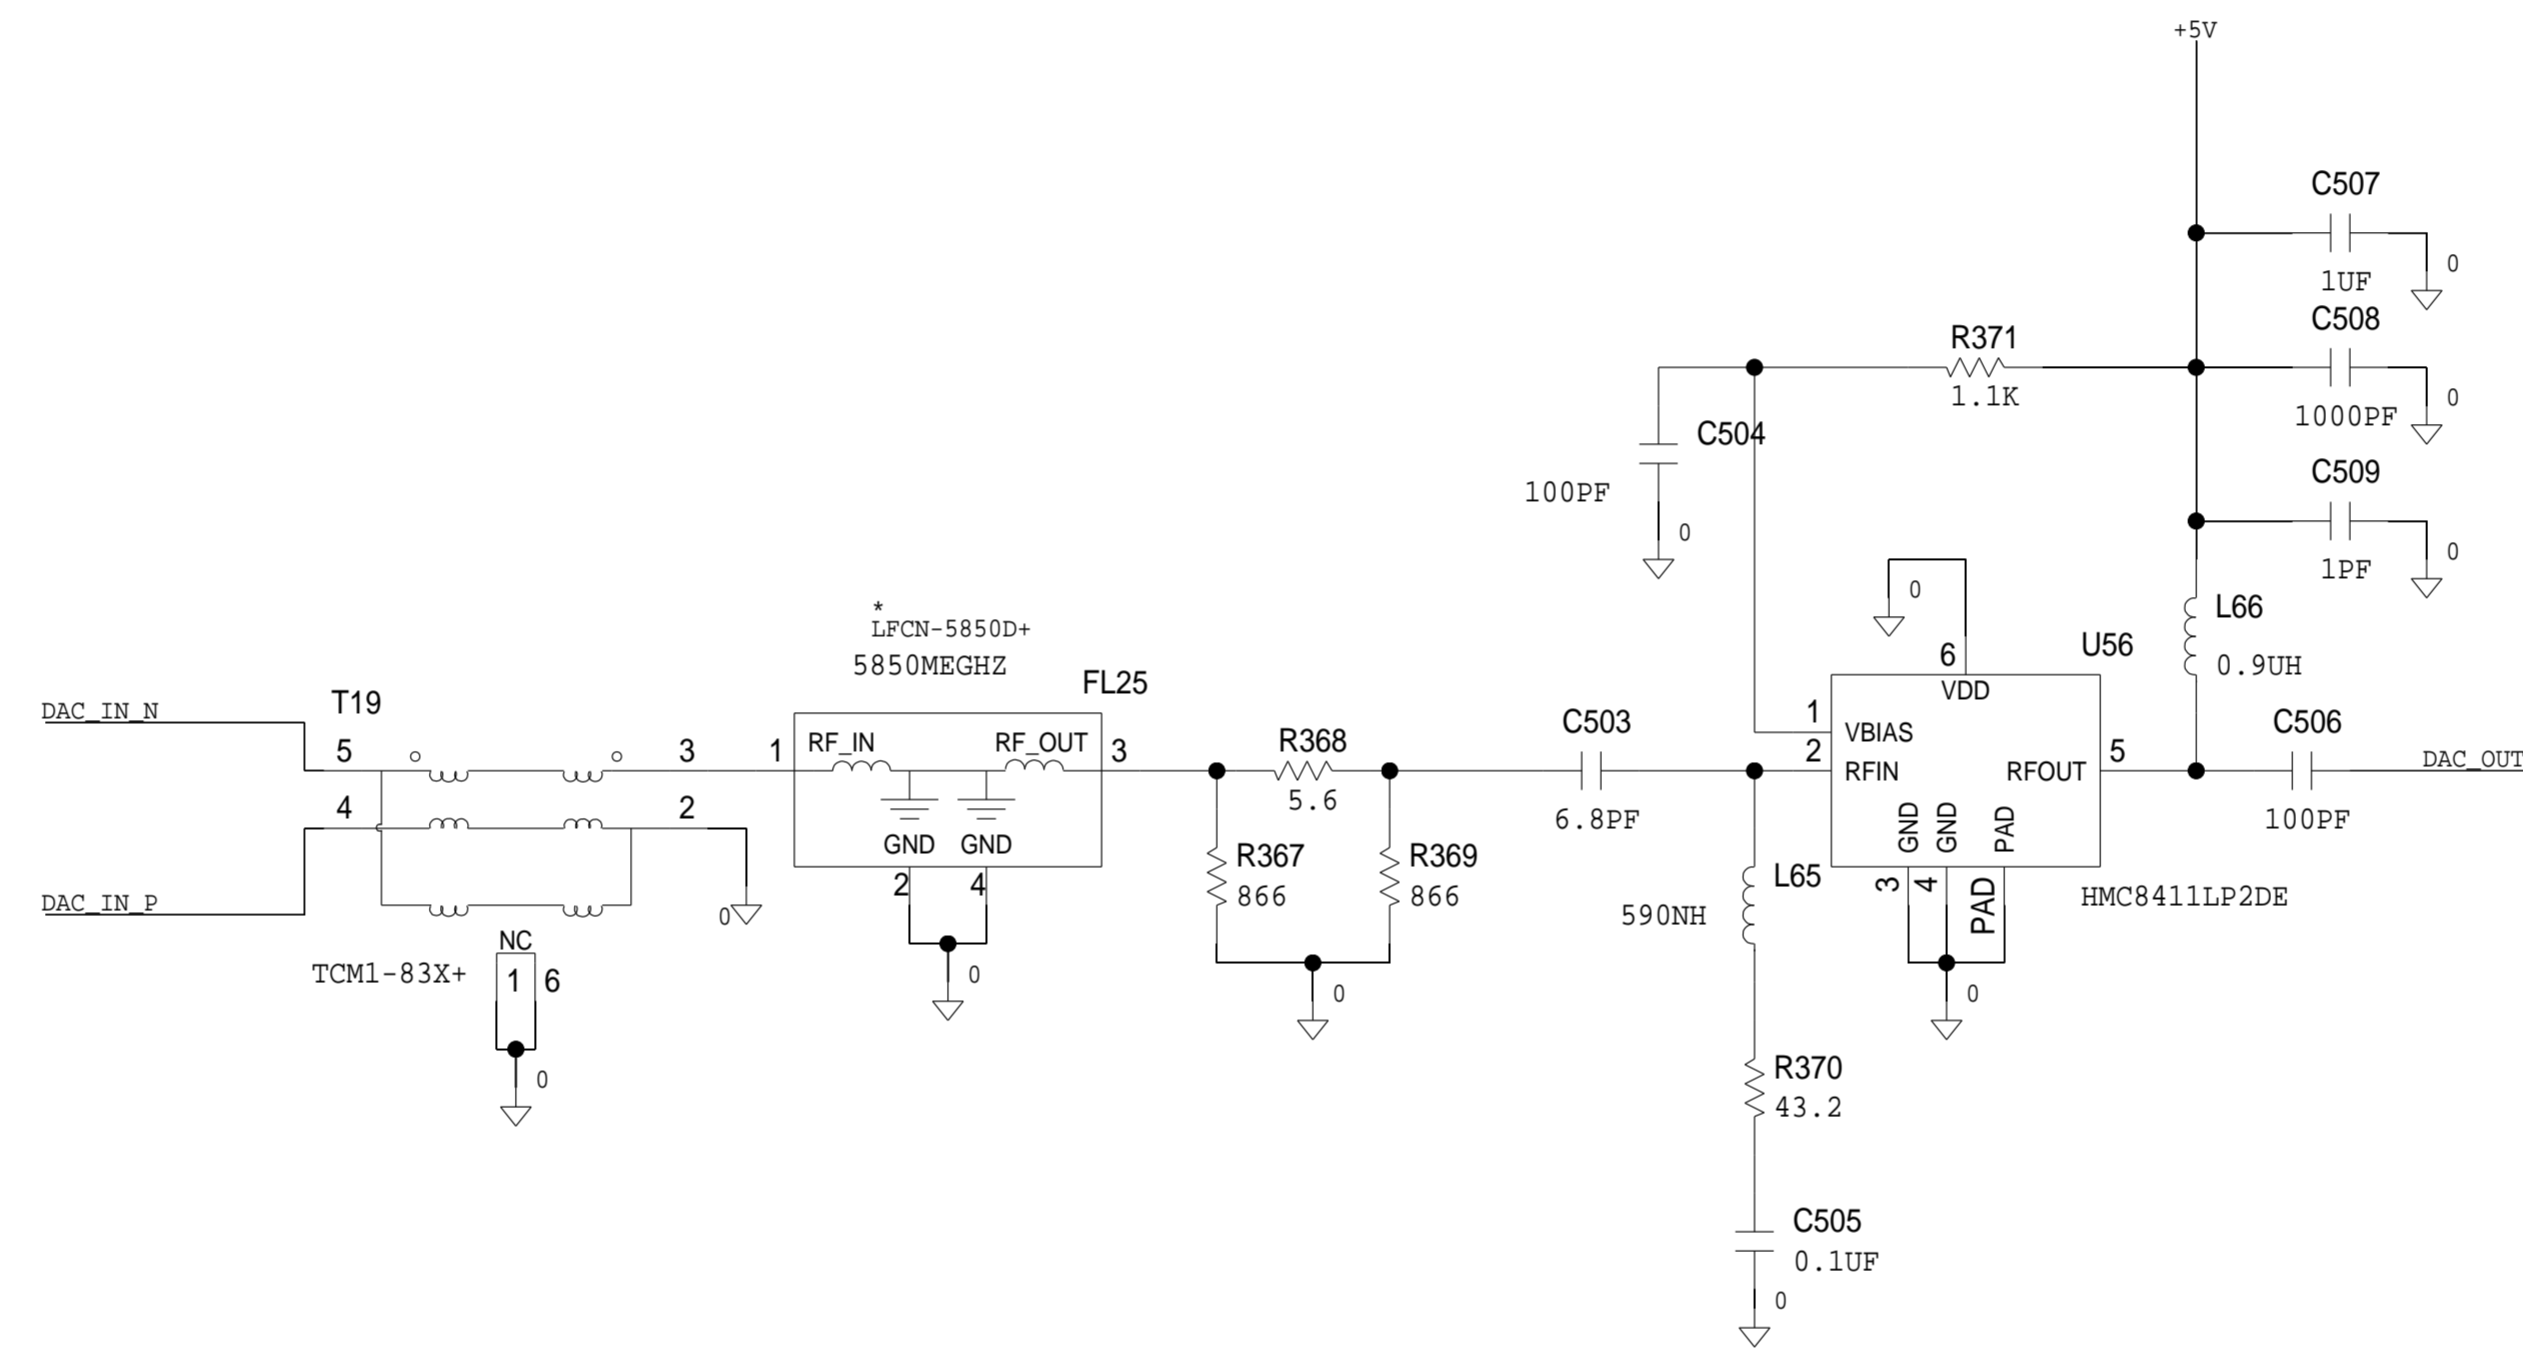 +5V
C507
1UF
0
C508
1000PF
0
C509
1PF
0
R371
1.1K
C504
100PF
0
L66
0.9UH
*
LFCN-5850D+
5850MEGHZ
FL25
DAC_IN_N
T19
5
3
4
2
0
DAC_IN_P
TCM1-83X+
NC
1
6
0
1
RF_IN
RF_OUT
3
GND
GND
2
4
0
R368
5.6
R367
866
R369
866
0
C503
6.8PF
0
6
VDD
U56
1
VBIAS
2
RFIN
RFOUT
5
GND
GND
PAD
3
4
PAD
HMC8411LP2DE
0
C506
100PF
DAC_OUT
L65
590NH
R370
43.2
C505
0.1UF
0